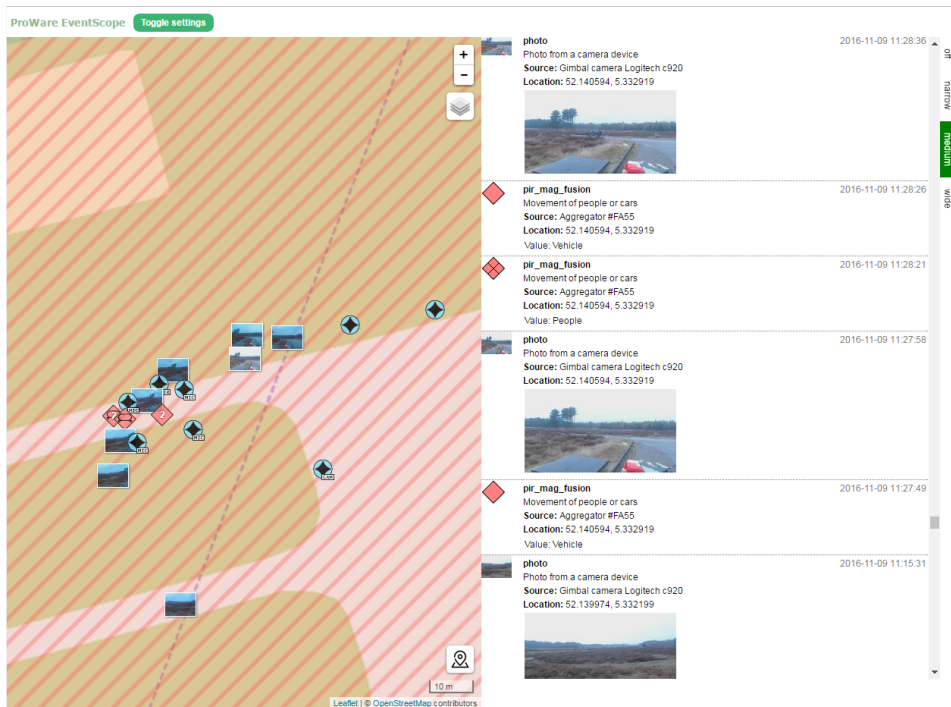 ProWare EventScope
Toggle settings
+
−
MIC
MIC
MIC
MIC
CAM
2
10 m
Leaflet | © OpenStreetMap contributors
photo 2016-11-09 11:28:36
Photo from a camera device
Source: Gimbal camera Logitech c920
Location: 52.140594, 5.332919
pir_mag_fusion 2016-11-09 11:28:26
Movement of people or cars
Source: Aggregator #FA55
Location: 52.140594, 5.332919
Value: Vehicle
pir_mag_fusion 2016-11-09 11:28:21
Movement of people or cars
Source: Aggregator #FA55
Location: 52.140594, 5.332919
Value: People
photo 2016-11-09 11:27:58
Photo from a camera device
Source: Gimbal camera Logitech c920
Location: 52.140594, 5.332919
pir_mag_fusion 2016-11-09 11:27:49
Movement of people or cars
Source: Aggregator #FA55
Location: 52.140594, 5.332919
Value: Vehicle
photo 2016-11-09 11:15:31
Photo from a camera device
Source: Gimbal camera Logitech c920
Location: 52.139974, 5.332199
off
narrow
medium
wide